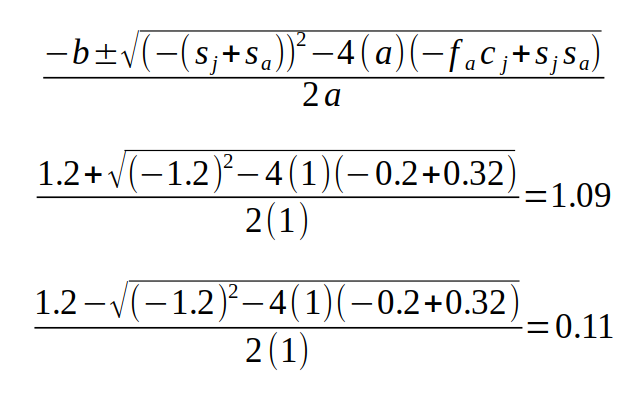 (−b±√((−(s_j+s_a))²−4(a)(−f_a c_j+s_j s_a)))/(2a)
(1.2+√((−1.2)²−4(1)(−0.2+0.32)))/(2(1))=1.09
(1.2−√((−1.2)²−4(1)(−0.2+0.32)))/(2(1))=0.11